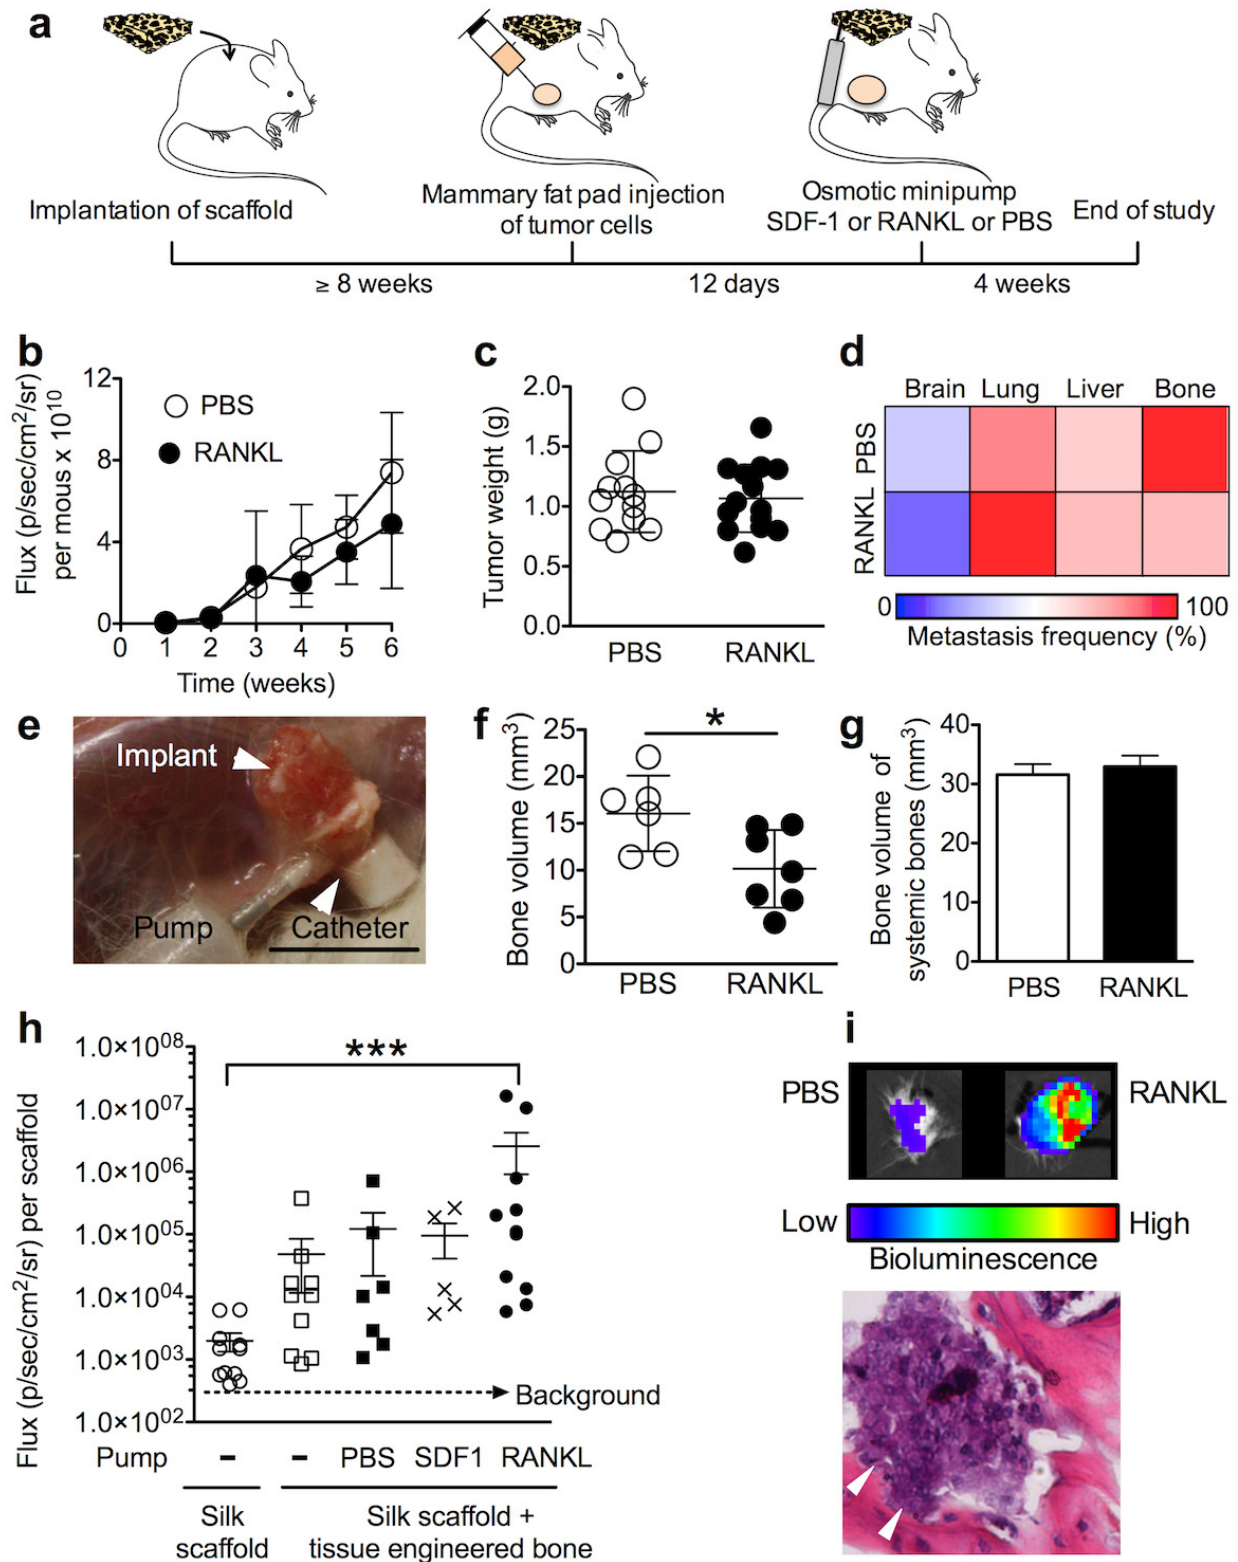 a
Implantation of scaffold
Mammary fat pad injection
of tumor cells
Osmotic minipump
SDF-1 or RANKL or PBS
End of study
≥ 8 weeks
12 days
4 weeks
b
Flux (p/sec/cm²/sr)
per mous x 10¹⁰
12
8
4
0
PBS
RANKL
0 1 2 3 4 5 6
Time (weeks)
c
Tumor weight (g)
2.0
1.5
1.0
0.5
0.0
PBS RANKL
d
Brain Lung Liver Bone
PBS
RANKL
0 100
Metastasis frequency (%)
e
Implant
Pump
Catheter
f
Bone volume (mm³)
25
20
15
10
5
0
*
PBS RANKL
g
Bone volume of
systemic bones (mm³)
40
30
20
10
0
PBS RANKL
h
Flux (p/sec/cm²/sr) per scaffold
1.0×10⁰⁸
1.0×10⁰⁷
1.0×10⁰⁶
1.0×10⁰⁵
1.0×10⁰⁴
1.0×10⁰³
1.0×10⁰²
***
Background
Pump - - PBS SDF1 RANKL
Silk
scaffold
Silk scaffold +
tissue engineered bone
i
PBS
RANKL
Low
High
Bioluminescence